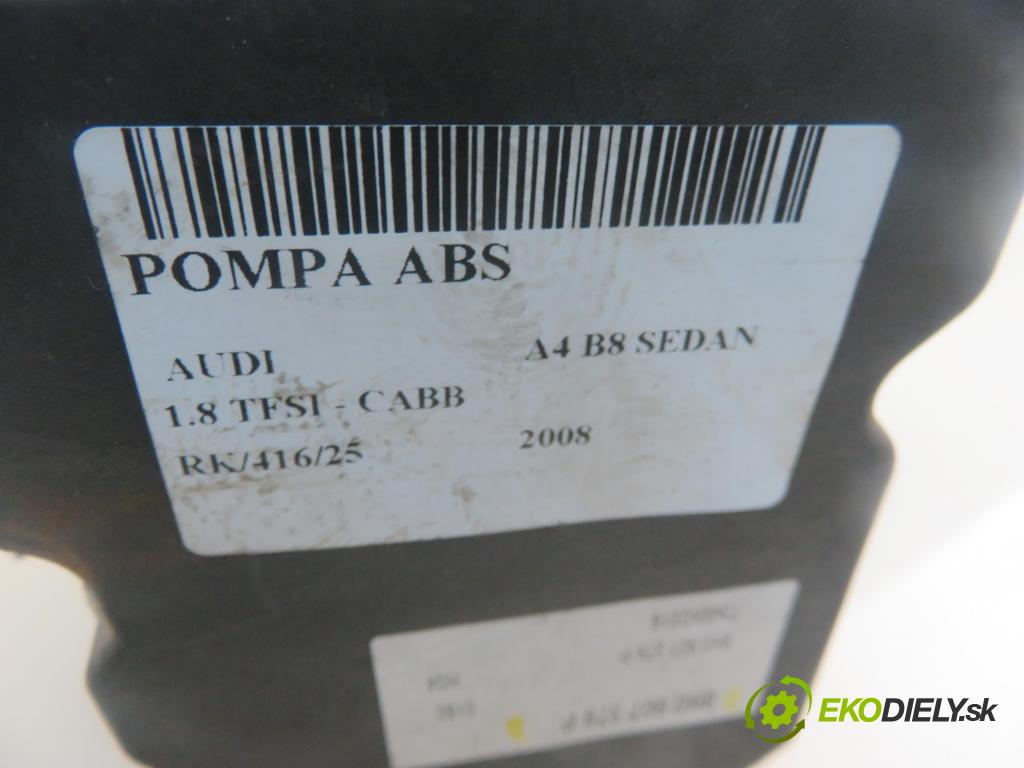 POMPA ABS
AUDI A4 B8 SEDAN
1.8 TFSI - CABB
RK/416/25 2008
EKODIELY.sk